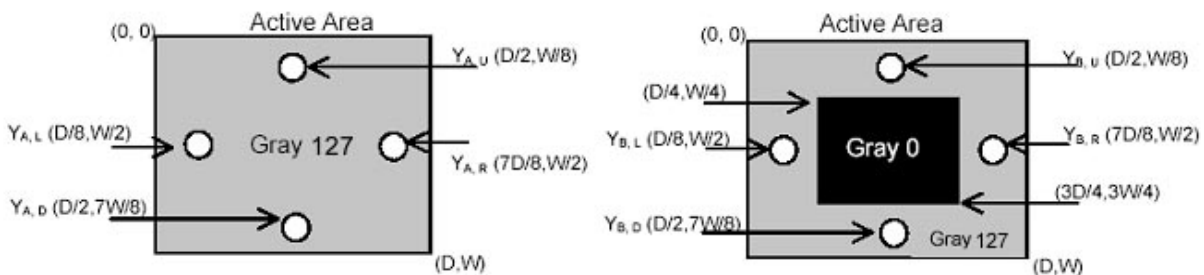 Active Area
(0, 0)
Y_A, U (D/2,W/8)
Y_A, L (D/8,W/2)
Gray 127
Y_A, R (7D/8,W/2)
Y_A, D (D/2,7W/8)
(D,W)
Active Area
(0, 0)
Y_B, U (D/2,W/8)
(D/4,W/4)
Y_B, L (D/8,W/2)
Gray 0
Y_B, R (7D/8,W/2)
(3D/4,3W/4)
Y_B, D (D/2,7W/8)
Gray 127
(D,W)